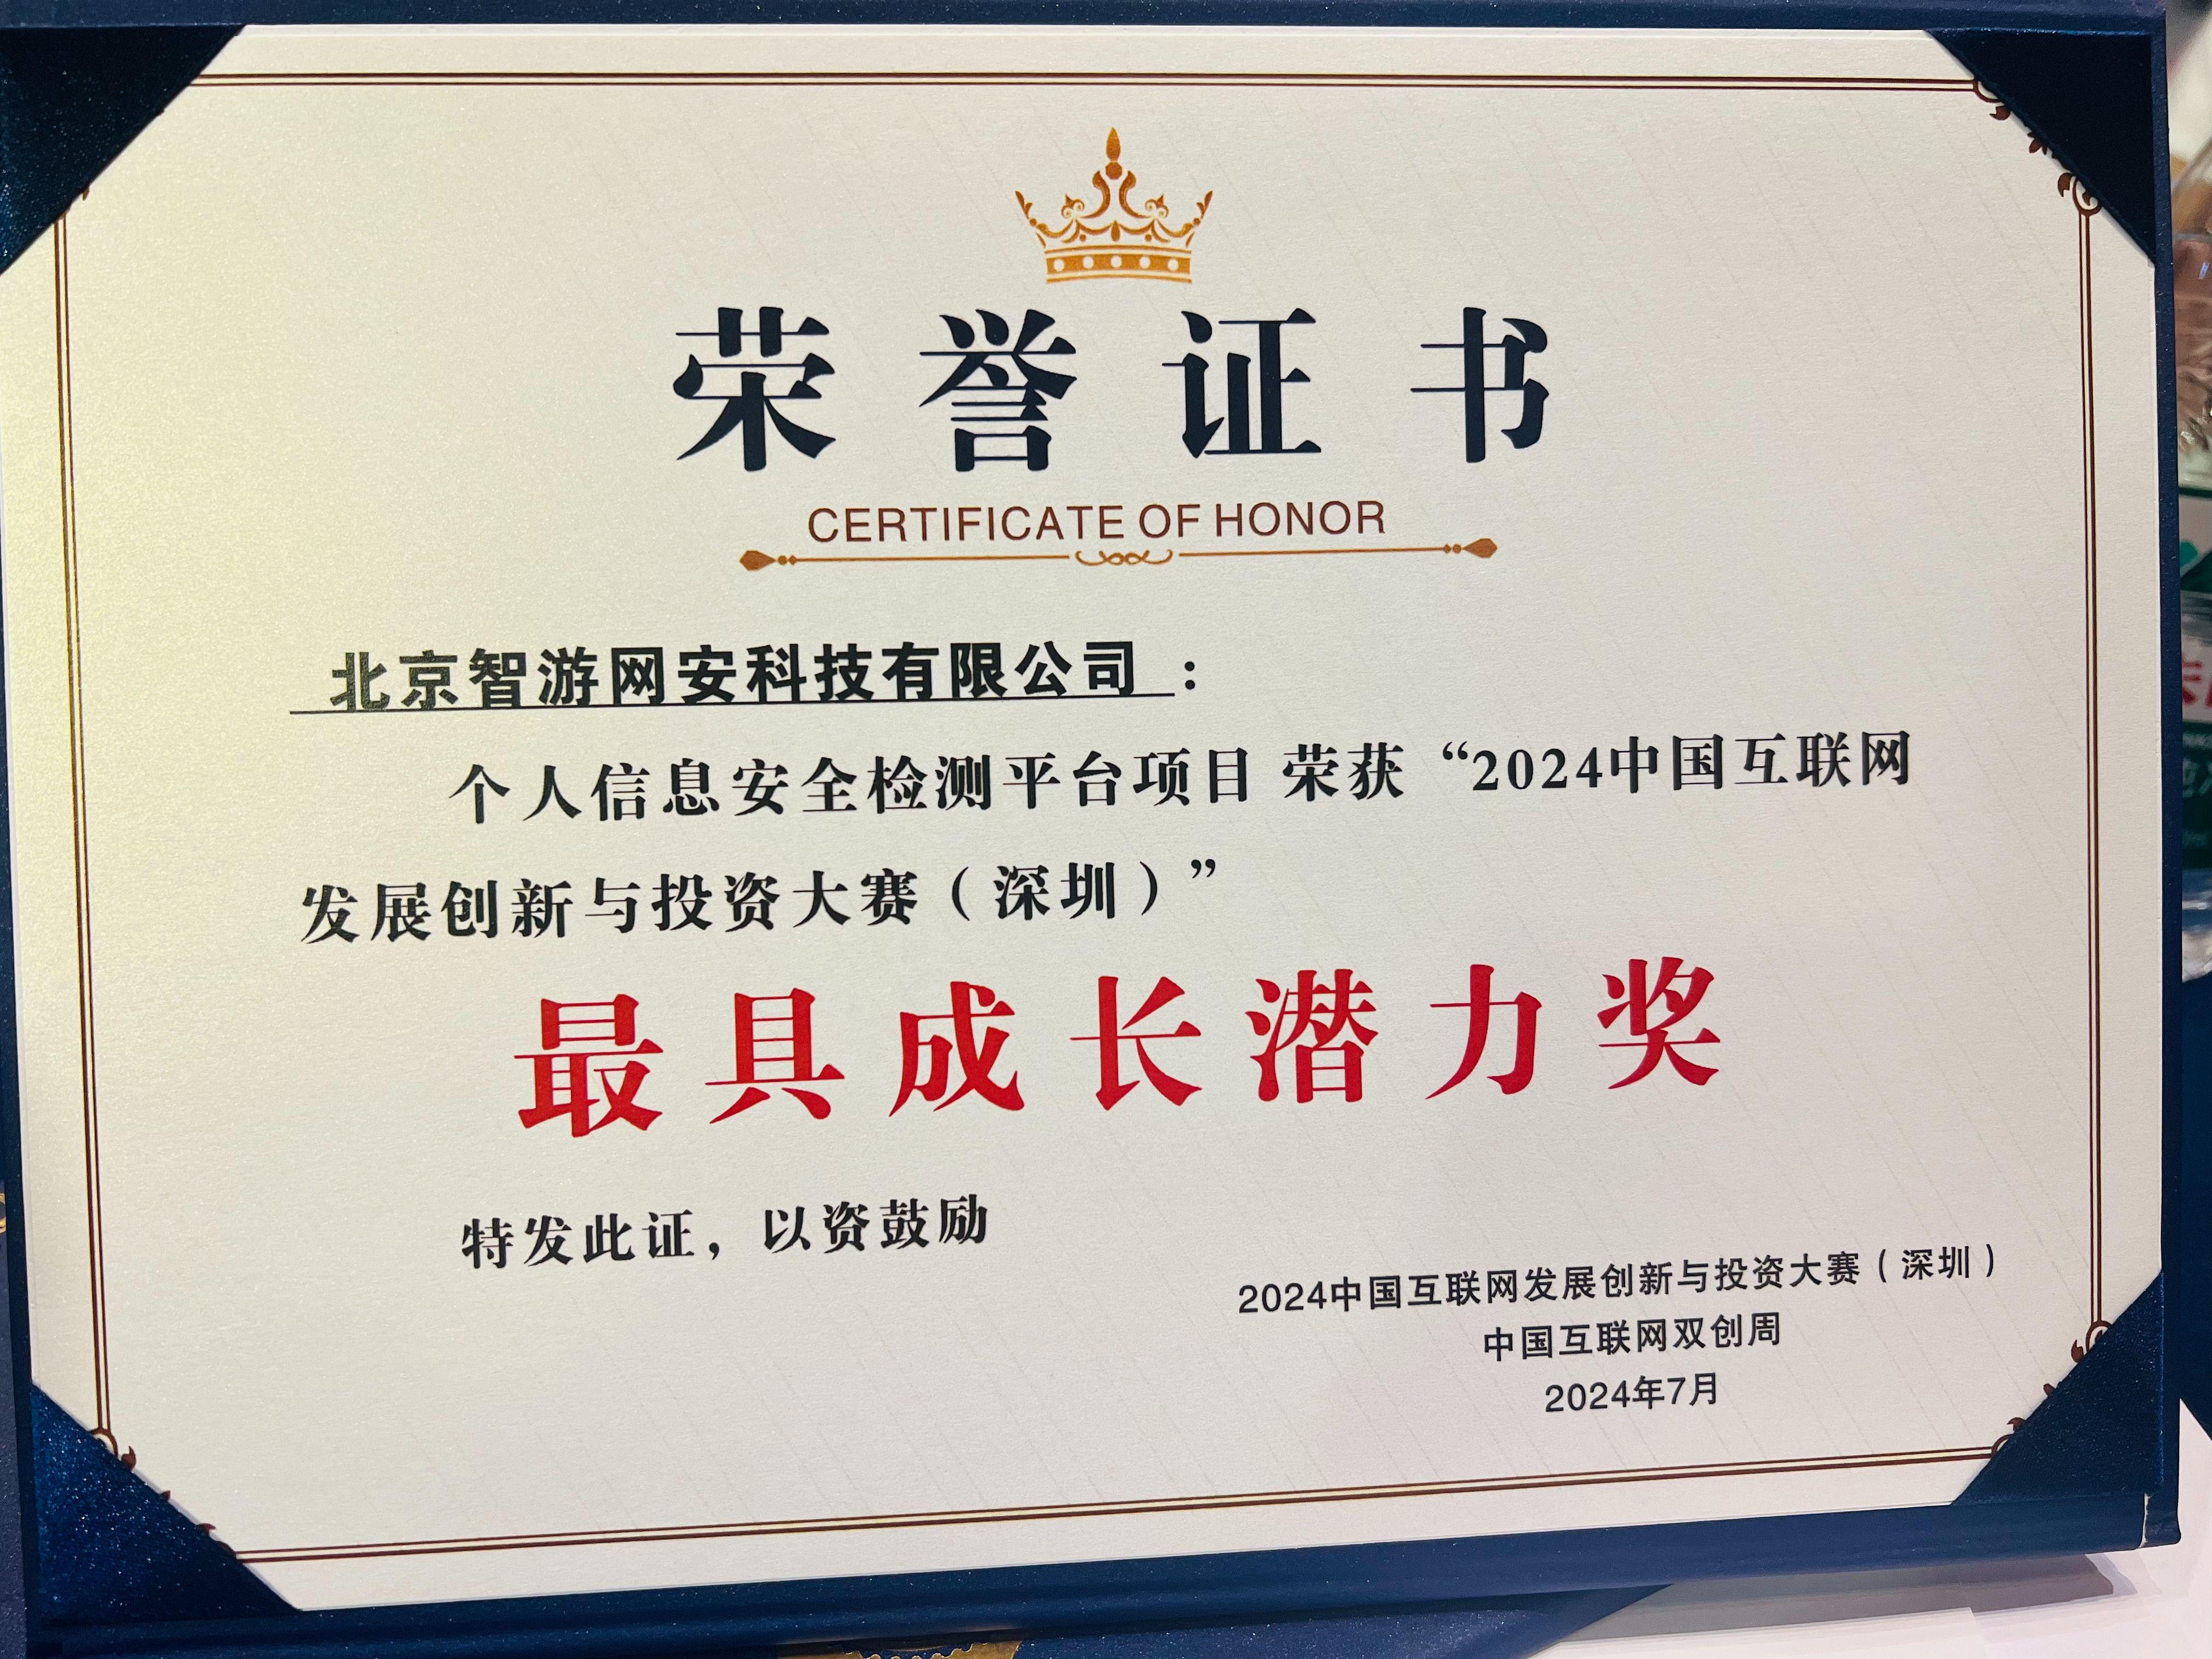 荣誉证书
CERTIFICATE OF HONOR
北京智游网安科技有限公司：
个人信息安全检测平台项目 荣获“2024中国互联网
发展创新与投资大赛（深圳）”
最具成长潜力奖
特发此证，以资鼓励
2024中国互联网发展创新与投资大赛（深圳）
中国互联网双创周
2024年7月